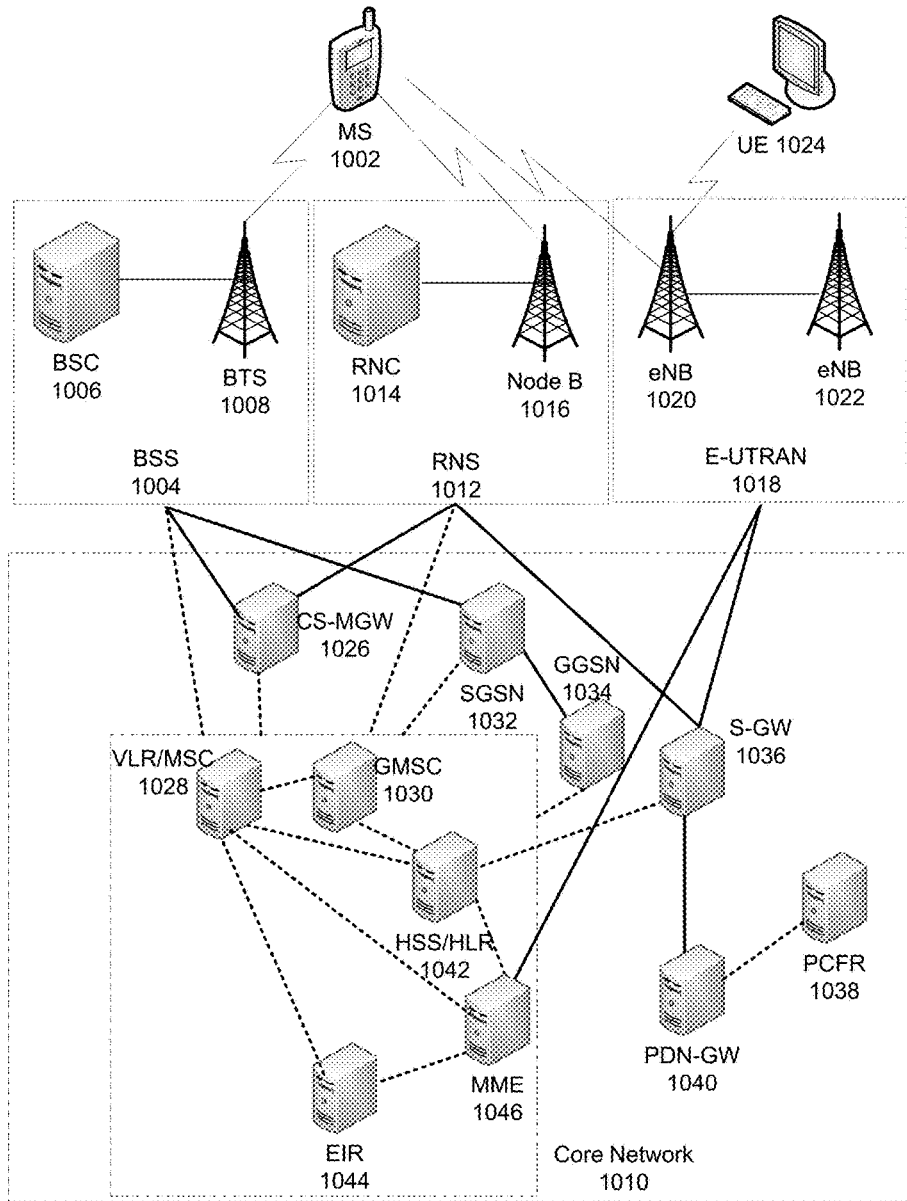 MS
1002
UE 1024
BSC
1006
BTS
1008
RNC
1014
Node B
1016
eNB
1020
eNB
1022
BSS
1004
RNS
1012
E-UTRAN
1018
CS-MGW
1026
SGSN
1032
GGSN
1034
S-GW
1036
VLR/MSC
1028
GMSC
1030
HSS/HLR
1042
PCFR
1038
PDN-GW
1040
MME
1046
EIR
1044
Core Network
1010